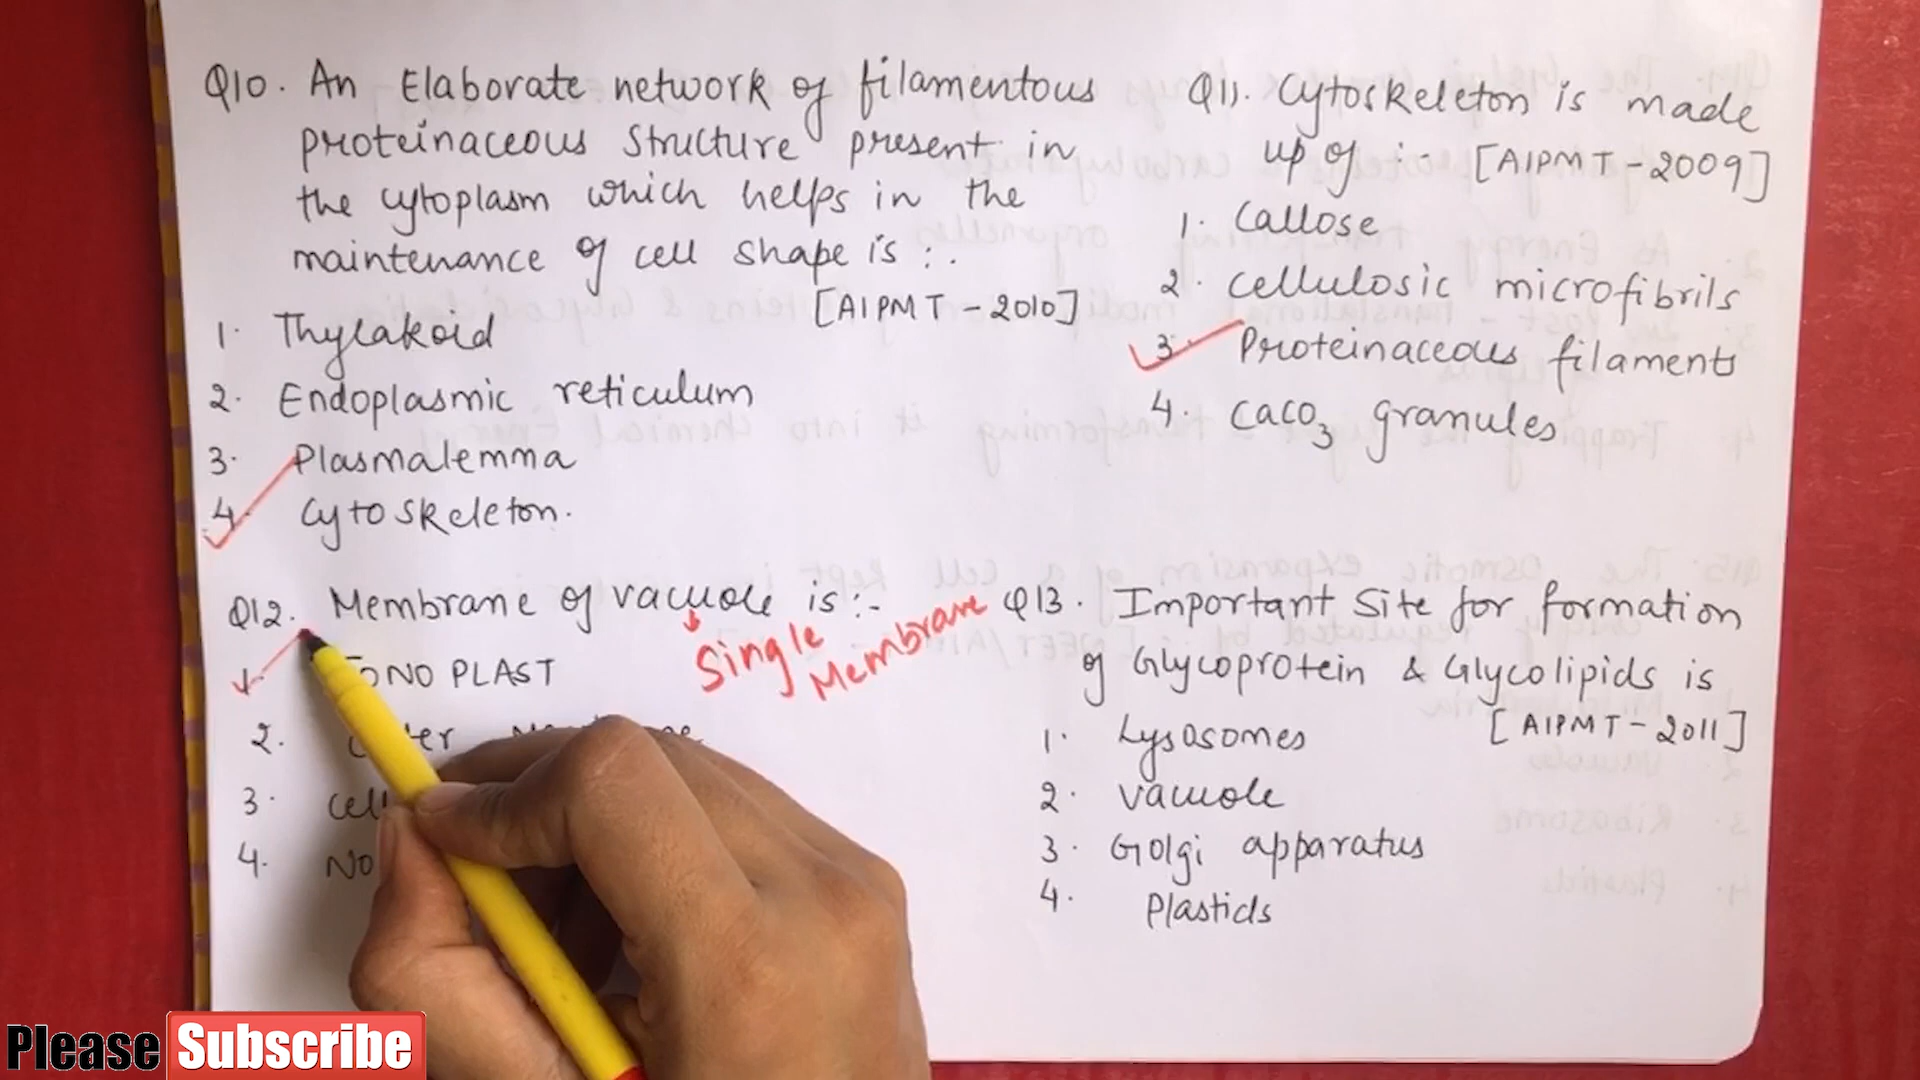 Q10. An Elaborate network of filamentous
proteinaceous structure present in
the cytoplasm which helps in the
maintenance of cell shape is :.
[AIPMT - 2010]
1. Thylakoid
2. Endoplasmic reticulum
3. Plasmalemma
4. Cytoskeleton.
Q11. Cytoskeleton is made
up of :- [AIPMT - 2009]
1. Callose
2. Cellulosic microfibrils
3. Proteinaceous filaments
4. CaCO3 granules
Q12. Membrane of vacuole is :-
Single
Membrane
1. TONOPLAST
2.
3.
4.
Q13. Important Site for formation
of Glycoprotein & Glycolipids is
[AIPMT - 2011]
1. Lysosomes
2. Vacuole
3. Golgi apparatus
4. Plastids
Please Subscribe